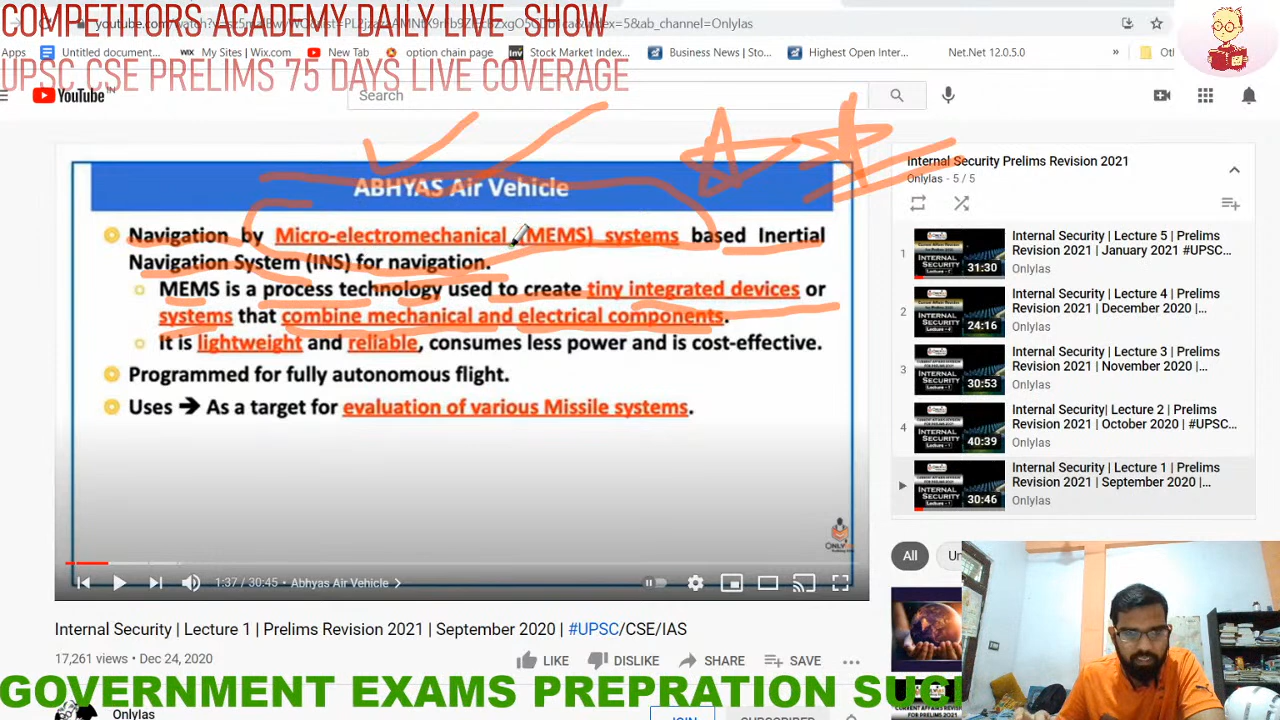 COMPETITORS ACADEMY DAILY LIVE SHOW
UPSC CSE PRELIMS 75 DAYS LIVE COVERAGE
Apps Untitled document... My Sites | Wix.com New Tab option chain page Stock Market Index... Business News | To... Highest Open Inter... Net.Net 12.0.5.0 »
YouTube IN
Search
ABHYAS Air Vehicle
Navigation by Micro-electromechanical (MEMS) systems based Inertial
Navigation System (INS) for navigation.
MEMS is a process technology used to create tiny integrated devices or
systems that combine mechanical and electrical components.
It is lightweight and reliable, consumes less power and is cost-effective.
Programmed for fully autonomous flight.
Uses ➔ As a target for evaluation of various Missile systems.
1:37 / 30:45 • Abhyas Air Vehicle
Internal Security | Lecture 1 | Prelims Revision 2021 | September 2020 | #UPSC/CSE/IAS
17,261 views • Dec 24, 2020
LIKE DISLIKE SHARE SAVE ...
Internal Security Prelims Revision 2021
OnlyIas - 5 / 5
1
Internal Security | Lecture 5 | Prelims
Revision 2021 | January 2021 #UPSC...
OnlyIas
31:30
2
Internal Security | Lecture 4 | Prelims
Revision 2021 | December 2020 |...
OnlyIas
24:16
3
Internal Security | Lecture 3 | Prelims
Revision 2021 | November 2020 |...
OnlyIas
30:53
4
Internal Security | Lecture 2 | Prelims
Revision 2021 | October 2020 | #UPSC...
OnlyIas
40:39
Internal Security | Lecture 1 | Prelims
Revision 2021 | September 2020 |...
OnlyIas
30:46
All
GOVERNMENT EXAMS PREPRATION SUC
OnlyIas
JOIN
SUBSCRIBED